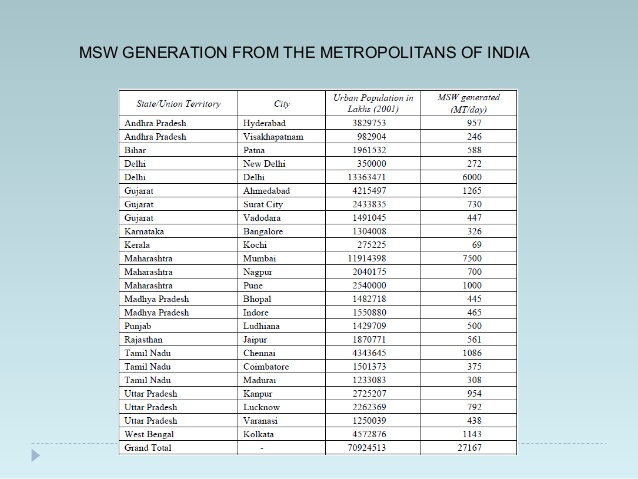 MSW GENERATION FROM THE METROPOLITANS OF INDIA
State/Union Territory City Urban Population in Lakhs (2001) MSW generated (MT/day)
Andhra Pradesh Hyderabad 3829753 957
Andhra Pradesh Visakhapatnam 982904 246
Bihar Patna 1961532 588
Delhi New Delhi 350000 272
Delhi Delhi 13363471 6000
Gujarat Ahmedabad 4215497 1265
Gujarat Surat City 2433835 730
Gujarat Vadodara 1491045 447
Karnataka Bangalore 1304008 326
Kerala Kochi 275225 69
Maharashtra Mumbai 11914398 7500
Maharashtra Nagpur 2040175 700
Maharashtra Pune 2540000 1000
Madhya Pradesh Bhopal 1482718 445
Madhya Pradesh Indore 1550880 465
Punjab Ludhiana 1429709 500
Rajasthan Jaipur 1870771 561
Tamil Nadu Chennai 4343645 1086
Tamil Nadu Coimbatore 1501373 375
Tamil Nadu Madurai 1233083 308
Uttar Pradesh Kanpur 2725207 954
Uttar Pradesh Lucknow 2262369 792
Uttar Pradesh Varanasi 1250039 438
West Bengal Kolkata 4572876 1143
Grand Total - 70924513 27167